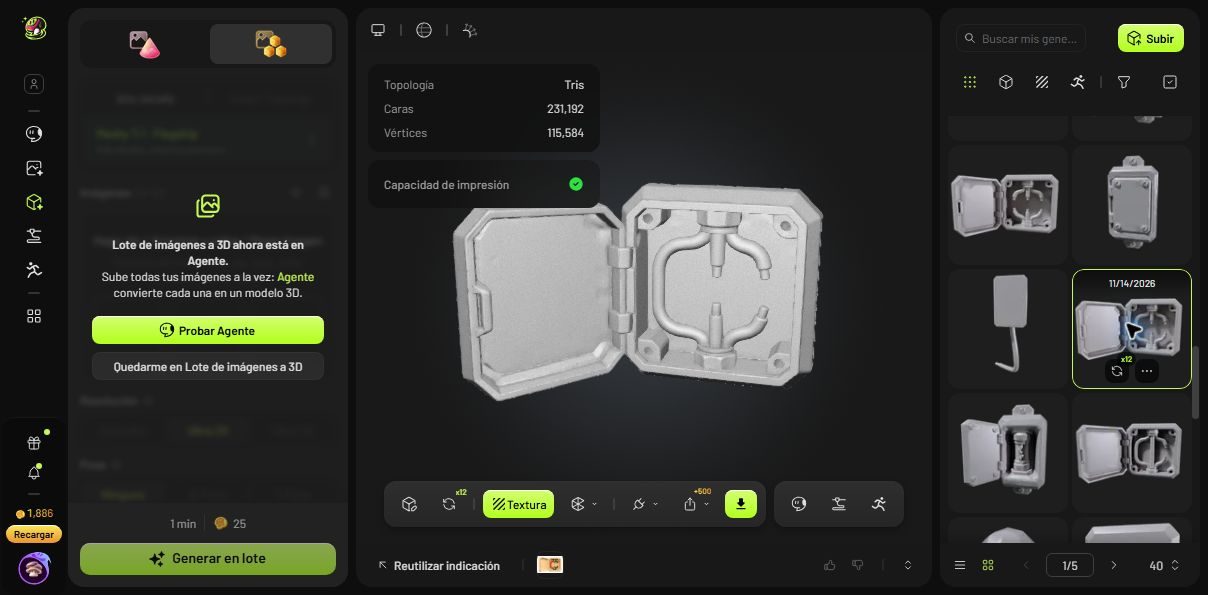 1,886
Recargar
Imágenes
Lote de imágenes a 3D ahora está en
Agente.
Sube todas tus imágenes a la vez: Agente
convierte cada una en un modelo 3D.
Probar Agente
Quedarme en Lote de imágenes a 3D
1 min
25
Generar en lote
Topología Tris
Caras 231,192
Vértices 115,584
Capacidad de impresión
x12
Textura
+500
Reutilizar indicación
Buscar mis gene...
Subir
11/14/2026
x12
1/5
40